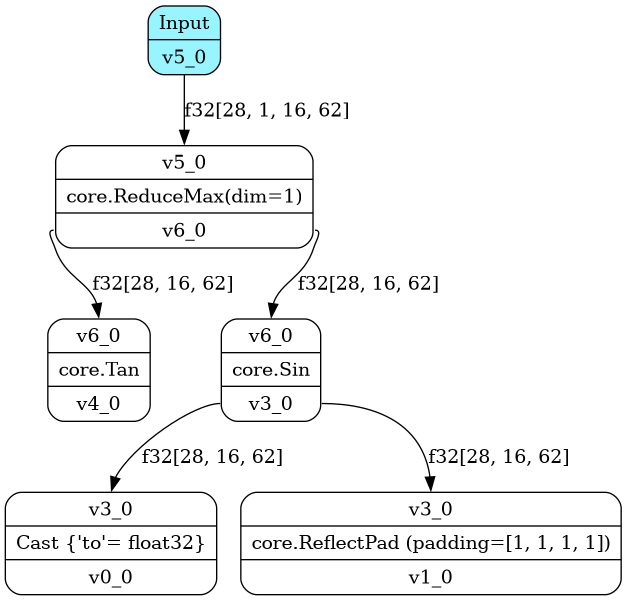 Input
v5_0
f32[28, 1, 16, 62]
v5_0
core.ReduceMax(dim=1)
v6_0
f32[28, 16, 62]
f32[28, 16, 62]
v6_0
core.Tan
v4_0
v6_0
core.Sin
v3_0
f32[28, 16, 62]
f32[28, 16, 62]
v3_0
Cast {'to'= float32}
v0_0
v3_0
core.ReflectPad (padding=[1, 1, 1, 1])
v1_0